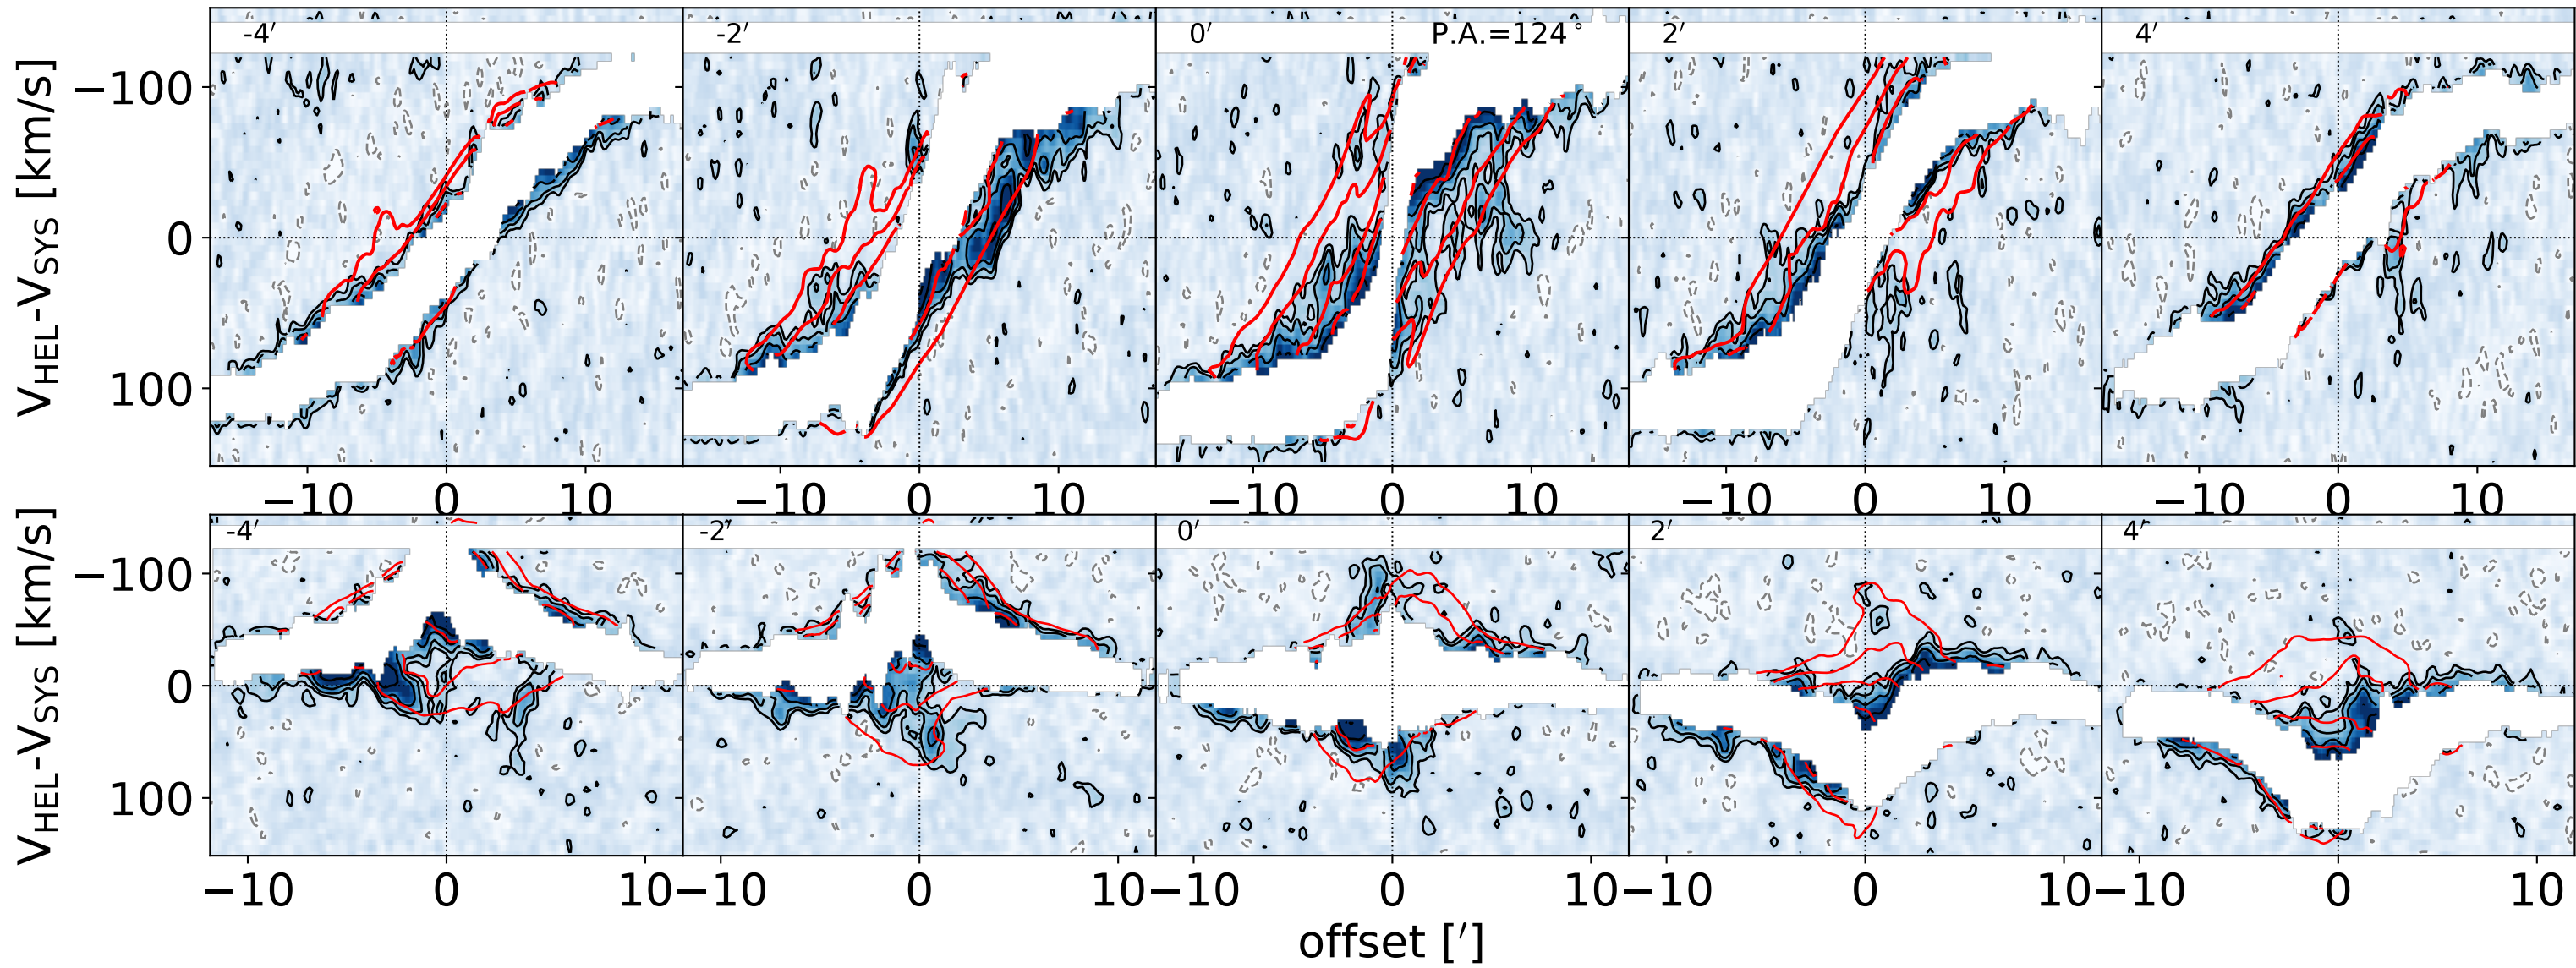 -4′ -2′ 0′ P.A.=124° 2′ 4′
V_HEL-V_SYS [km/s]
−100
0
100
−10 0 10 −10 0 10 −10 0 10 −10 0 10 −10 0 10
-4′ -2′ 0′ 2′ 4′
V_HEL-V_SYS [km/s]
−100
0
100
−10 0 10 −10 0 10 −10 0 10 −10 0 10 −10 0 10
offset [′]